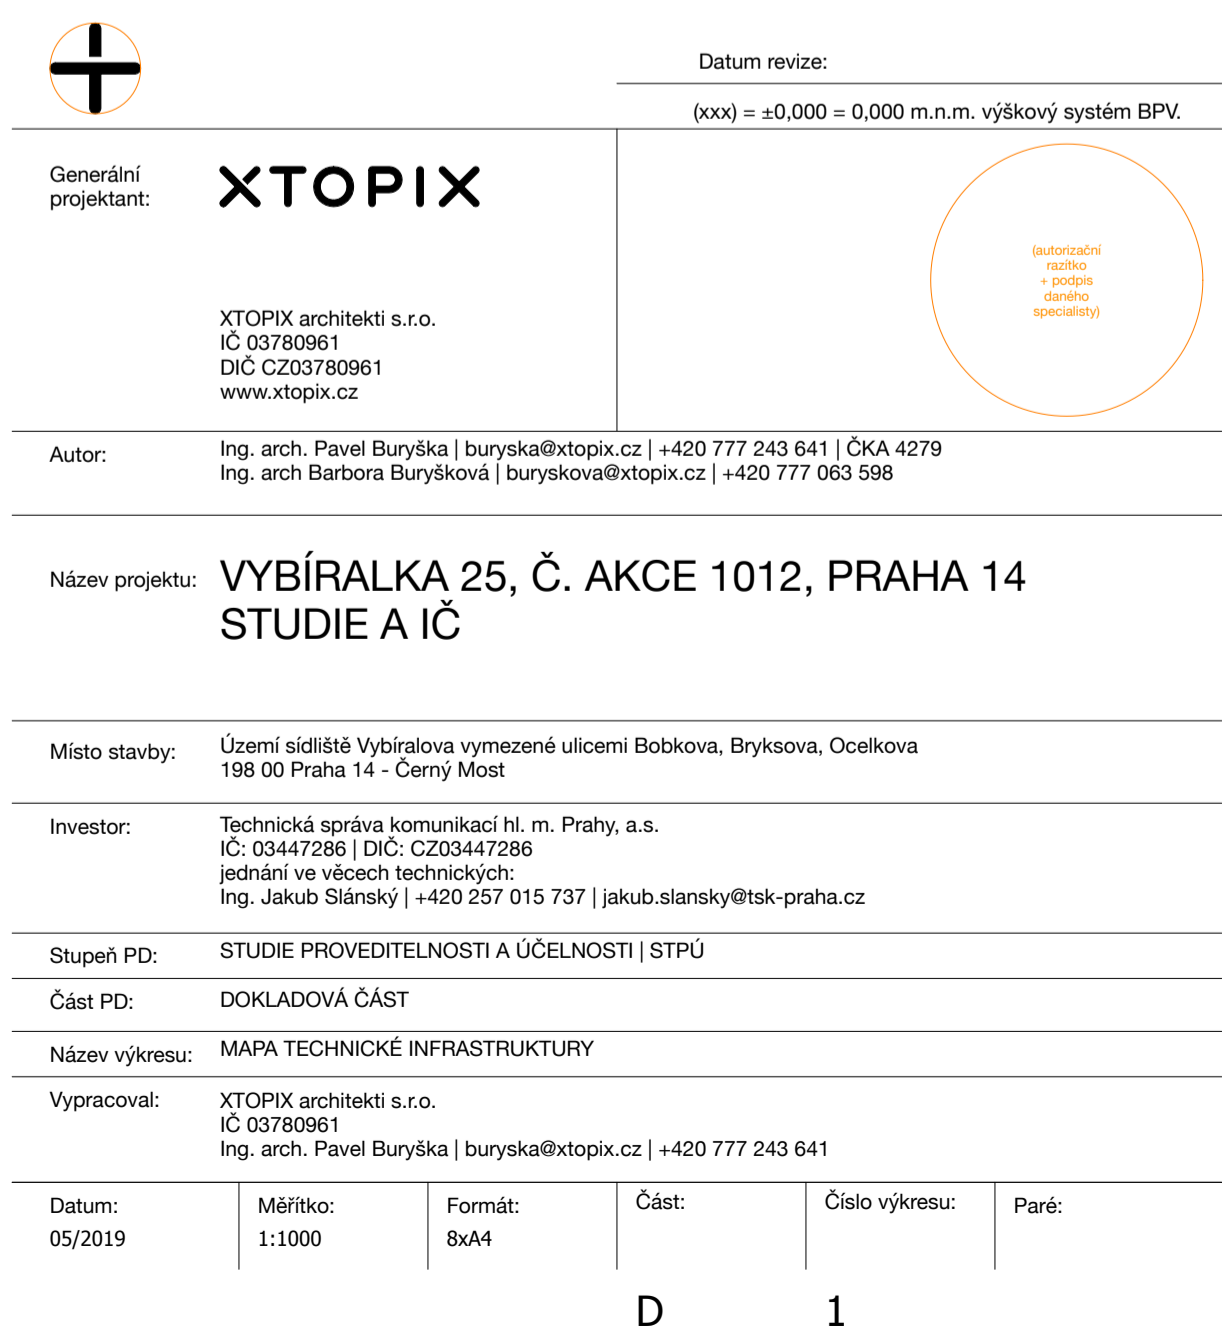 Datum revize:
(xxx) = ±0,000 = 0,000 m.n.m. výškový systém BPV.
Generální
projektant:
XTOPIX
(autorizační
razítko
+ podpis
daného
specialisty)
XTOPIX architekti s.r.o.
IČ 03780961
DIČ CZ03780961
www.xtopix.cz
Autor:
Ing. arch. Pavel Buryška | buryska@xtopix.cz | +420 777 243 641 | ČKA 4279
Ing. arch Barbora Buryšková | buryskova@xtopix.cz | +420 777 063 598
Název projektu:
VYBÍRALKA 25, Č. AKCE 1012, PRAHA 14
STUDIE A IČ
Místo stavby:
Území sídliště Vybíralova vymezené ulicemi Bobkova, Bryksova, Ocelkova
198 00 Praha 14 - Černý Most
Investor:
Technická správa komunikací hl. m. Prahy, a.s.
IČ: 03447286 | DIČ: CZ03447286
jednání ve věcech technických:
Ing. Jakub Slánský | +420 257 015 737 | jakub.slansky@tsk-praha.cz
Stupeň PD:
STUDIE PROVEDITELNOSTI A ÚČELNOSTI | STPÚ
Část PD:
DOKLADOVÁ ČÁST
Název výkresu:
MAPA TECHNICKÉ INFRASTRUKTURY
Vypracoval:
XTOPIX architekti s.r.o.
IČ 03780961
Ing. arch. Pavel Buryška | buryska@xtopix.cz | +420 777 243 641
Datum:
05/2019
Měřítko:
1:1000
Formát:
8xA4
Část:
D
Číslo výkresu:
1
Paré: